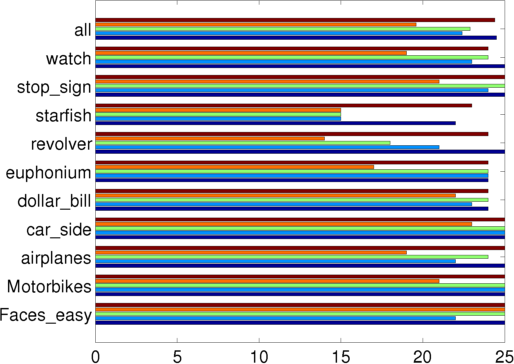 all
watch
stop_sign
starfish
revolver
euphonium
dollar_bill
car_side
airplanes
Motorbikes
Faces_easy
0 5 10 15 20 25